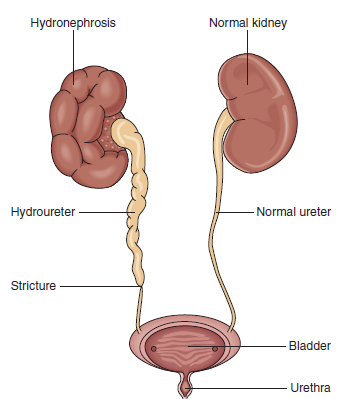 Hydronephrosis
Normal kidney
Hydroureter
Normal ureter
Stricture
Bladder
Urethra